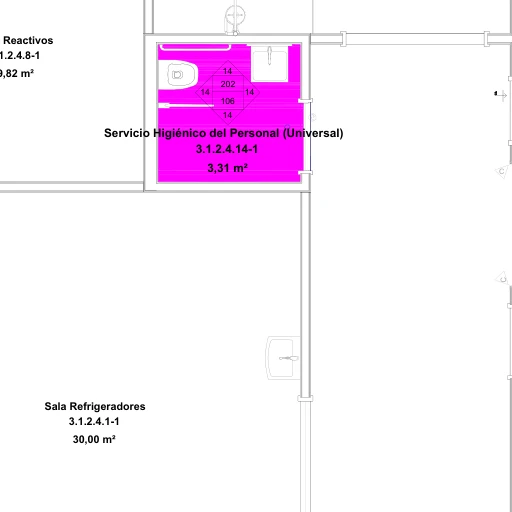 Reactivos
1.2.4.8-1
9,82 m²
14
202
14
14
106
14
Servicio Higiénico del Personal (Universal)
3.1.2.4.14-1
3,31 m²
C
C
Sala Refrigeradores
3.1.2.4.1-1
30,00 m²